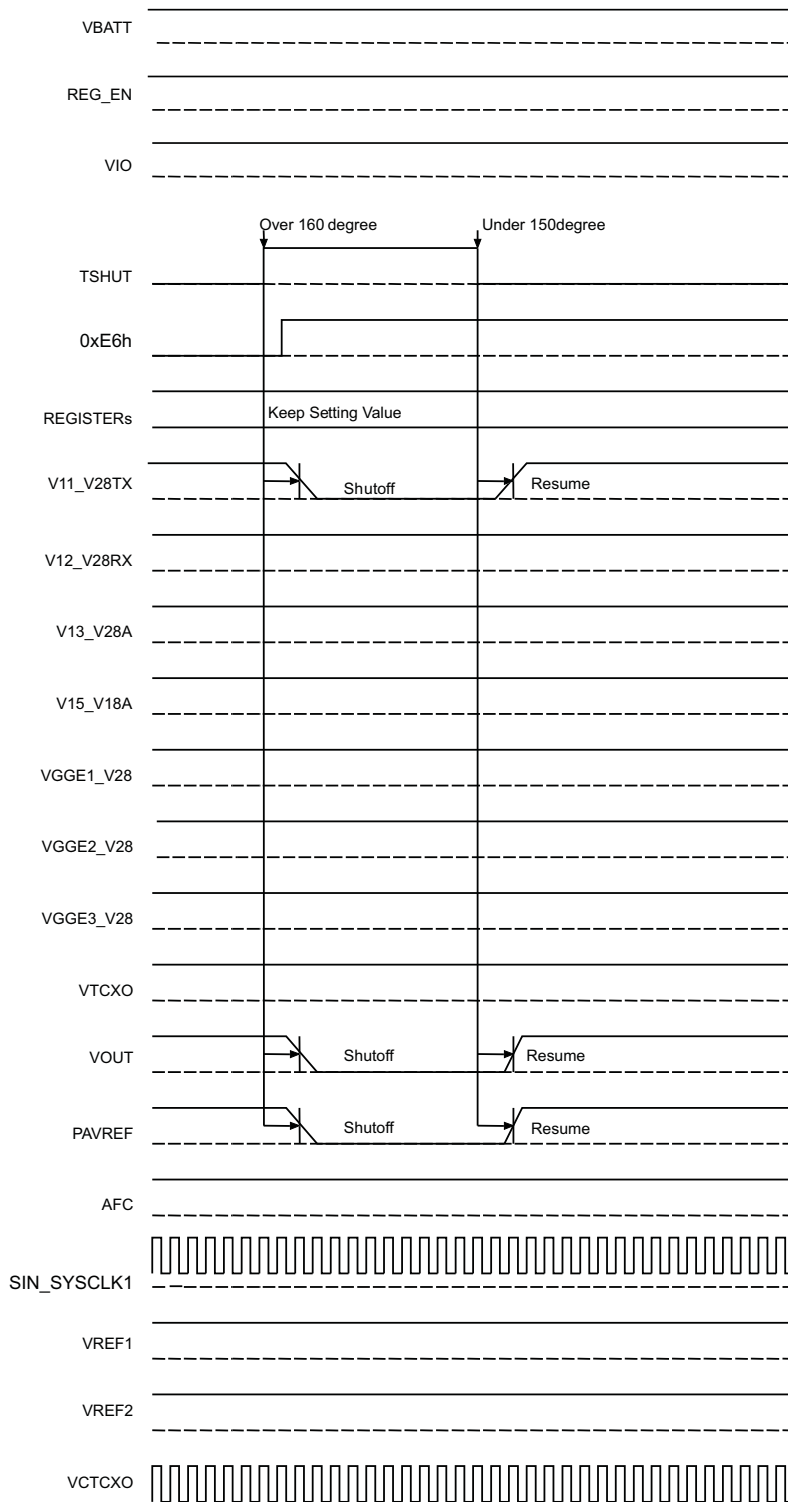 VBATT
REG_EN
VIO
Over 160 degree Under 150degree
TSHUT
0xE6h
REGISTERs Keep Setting Value
V11_V28TX Shutoff Resume
V12_V28RX
V13_V28A
V15_V18A
VGGE1_V28
VGGE2_V28
VGGE3_V28
VTCXO
VOUT Shutoff Resume
PAVREF Shutoff Resume
AFC
SIN_SYSCLK1
VREF1
VREF2
VCTCXO